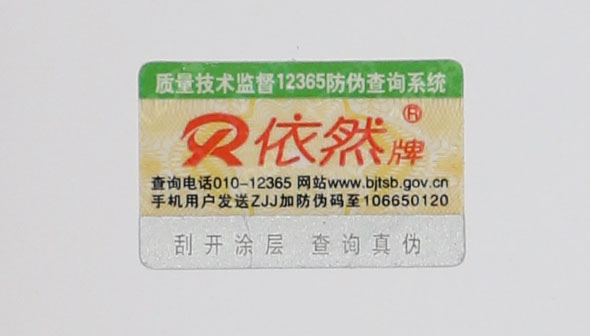 质量技术监督12365防伪查询系统
依然牌®
查询电话010-12365 网站www.bjtsb.gov.cn
手机用户发送ZJJ加防伪码至106650120
刮开涂层 查询真伪